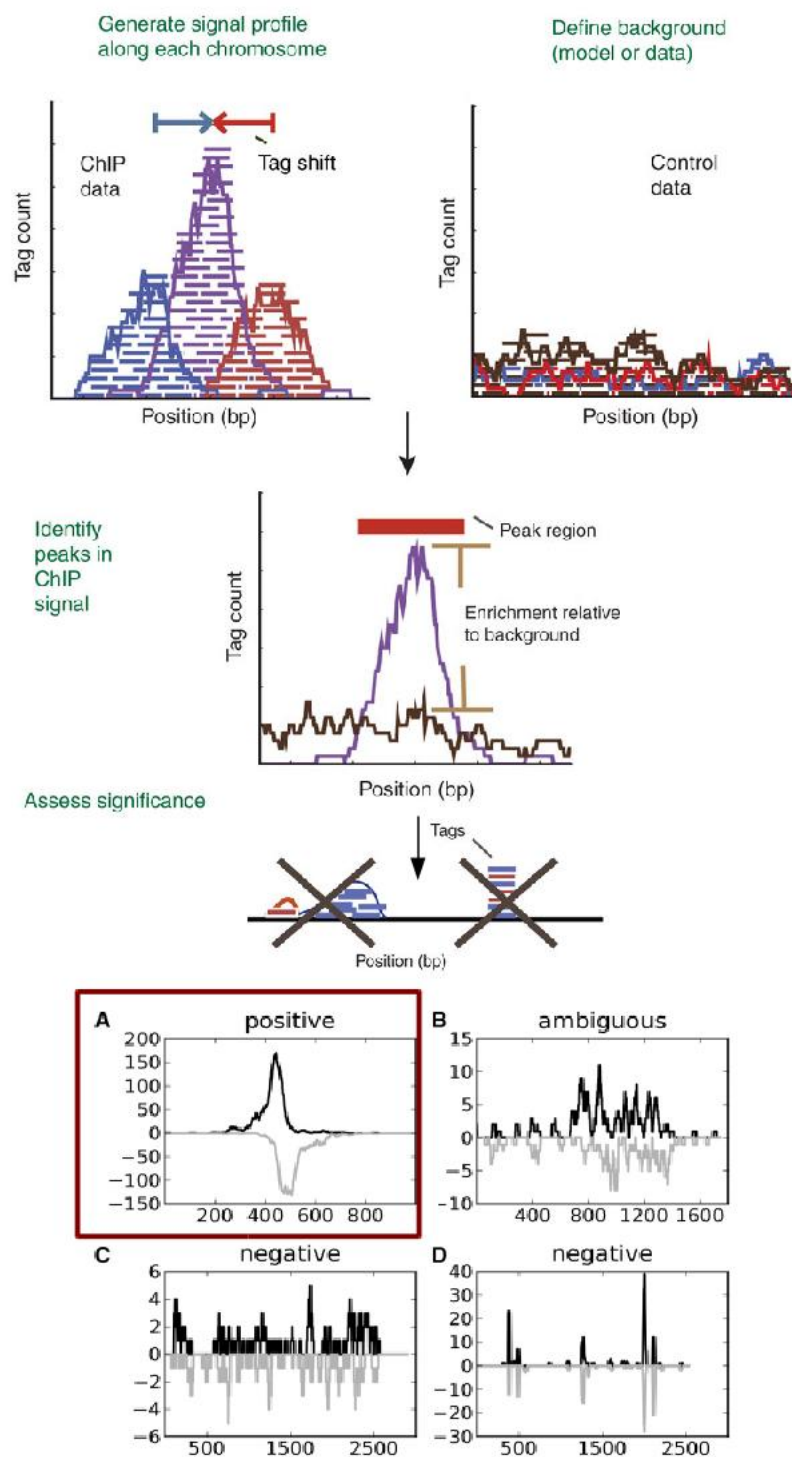 Generate signal profile
along each chromosome
Define background
(model or data)
ChIP
data
Tag shift
Tag count
Position (bp)
Control
data
Tag count
Position (bp)
Identify
peaks in
ChIP
signal
Peak region
Enrichment relative
to background
Tag count
Position (bp)
Assess significance
Tags
Position (bp)
A positive
200
150
100
50
0
−50
−100
−150
200 400 600 800
B ambiguous
15
10
5
0
−5
−10
400 800 1200 1600
C negative
6
4
2
0
−2
−4
−6
500 1500 2500
D negative
40
30
20
10
0
−10
−20
−30
500 1500 2500